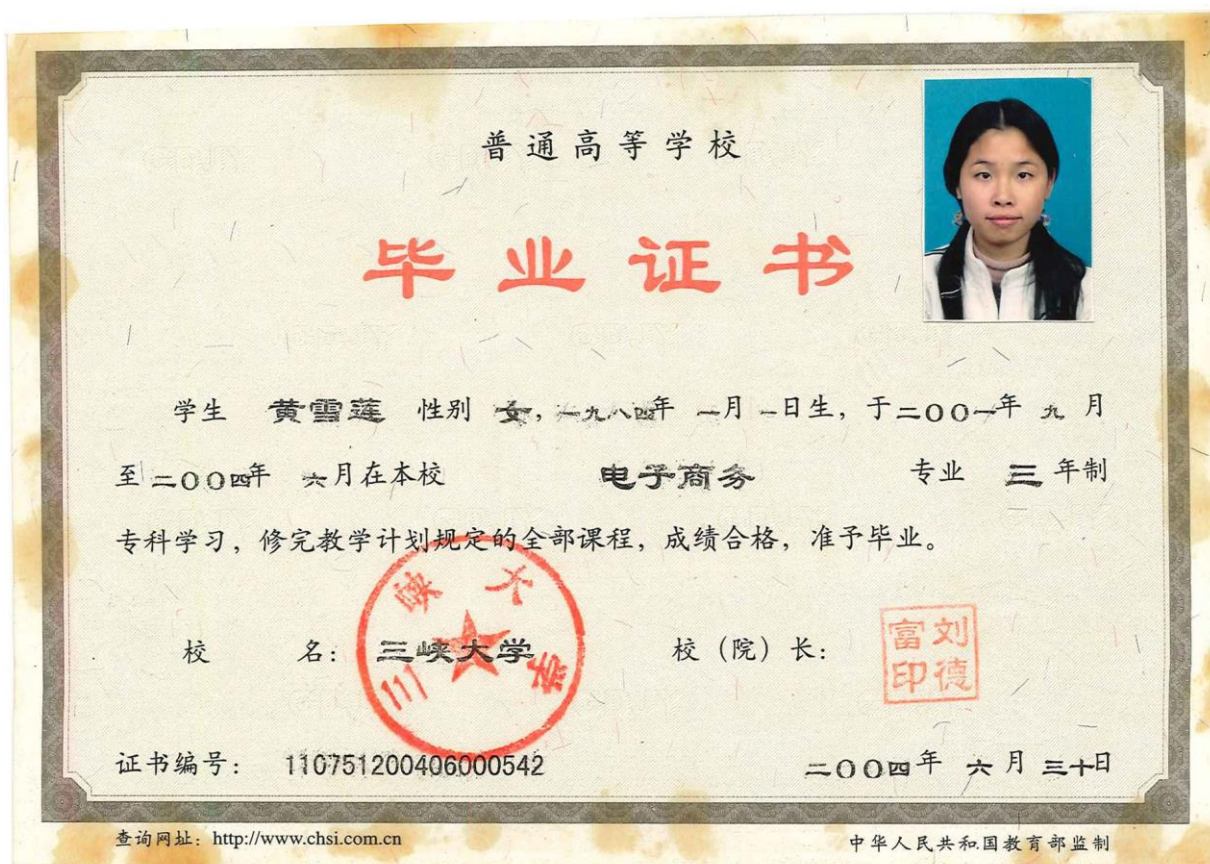 普通高等学校
毕业证书
学生 黄雪莲 性别 女，一九八四年 一月 一日生，于二〇〇一年 九 月
至二〇〇四年 六月在本校 电子商务 专业 三 年制
专科学习，修完教学计划规定的全部课程，成绩合格，准予毕业。
三峡大学
校 名：三峡大学 校（院）长：
刘德富印
证书编号： 110751200406000542 二〇〇四年 六 月 三十日
查询网址：http://www.chsi.com.cn 中华人民共和国教育部监制